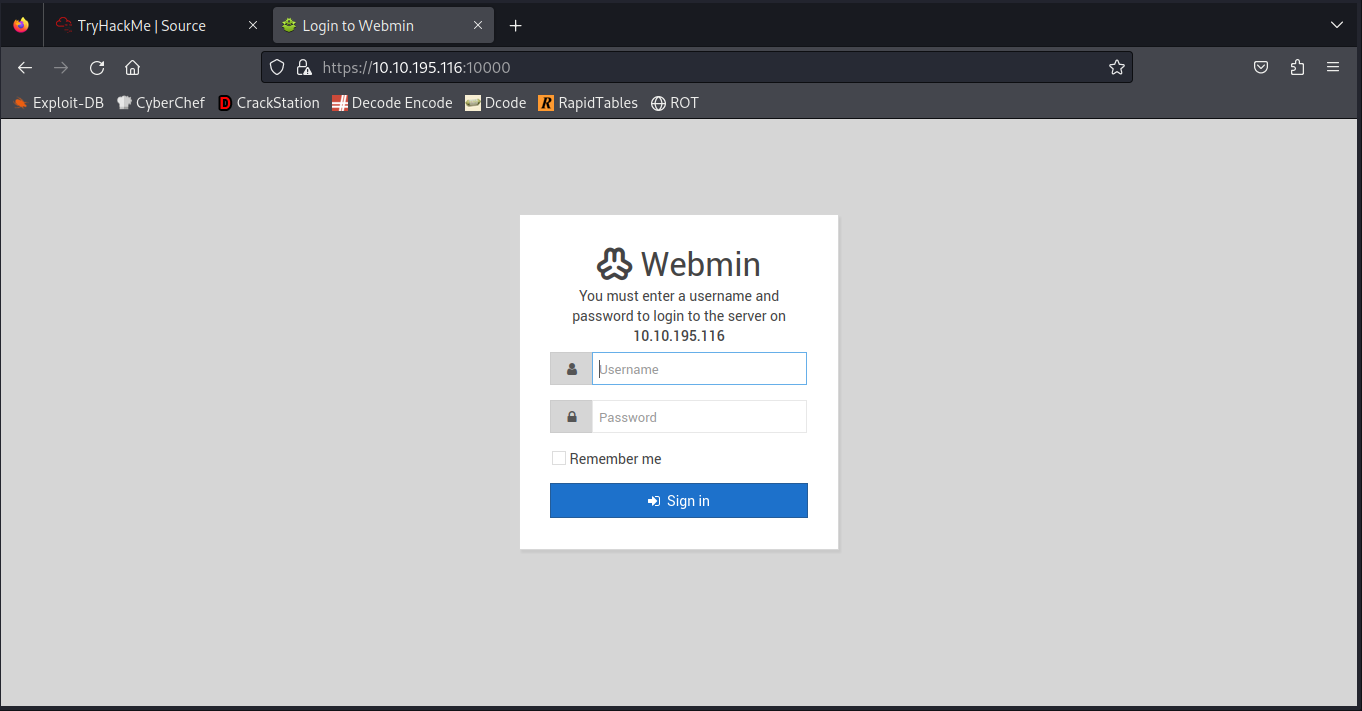 TryHackMe | Source
Login to Webmin
https://10.10.195.116:10000
Exploit-DB CyberChef D CrackStation Decode Encode Dcode R RapidTables ROT
Webmin
You must enter a username and
password to login to the server on
10.10.195.116
Username
Password
Remember me
Sign in